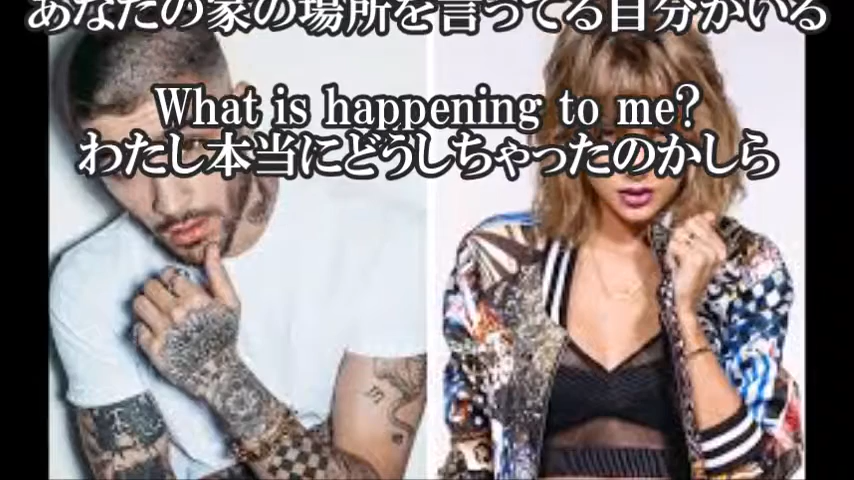 あなたの家の場所を言ってる自分がいる
What is happening to me?
わたし本当にどうしちゃったのかしら